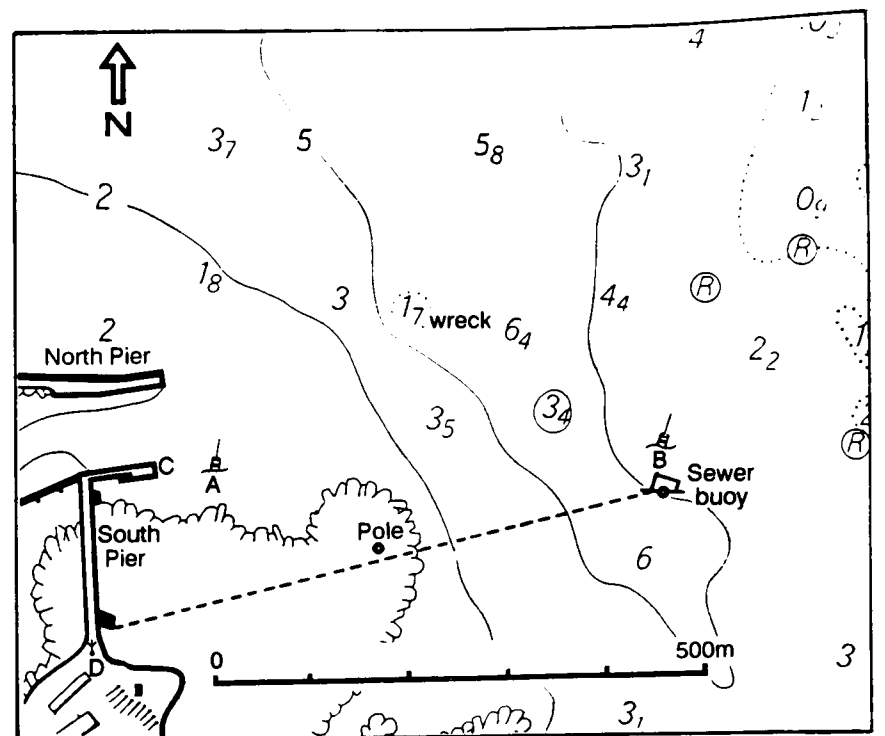 4
N
3₇
5
5₈
3₁
2
0₉
R
1₈
3
1₇ wreck
4₄
R
6₄
2₂
2
North Pier
3₅
3₄
R
C
A
B
Sewer
buoy
South
Pier
Pole
6
0
500m
D
3
3₁